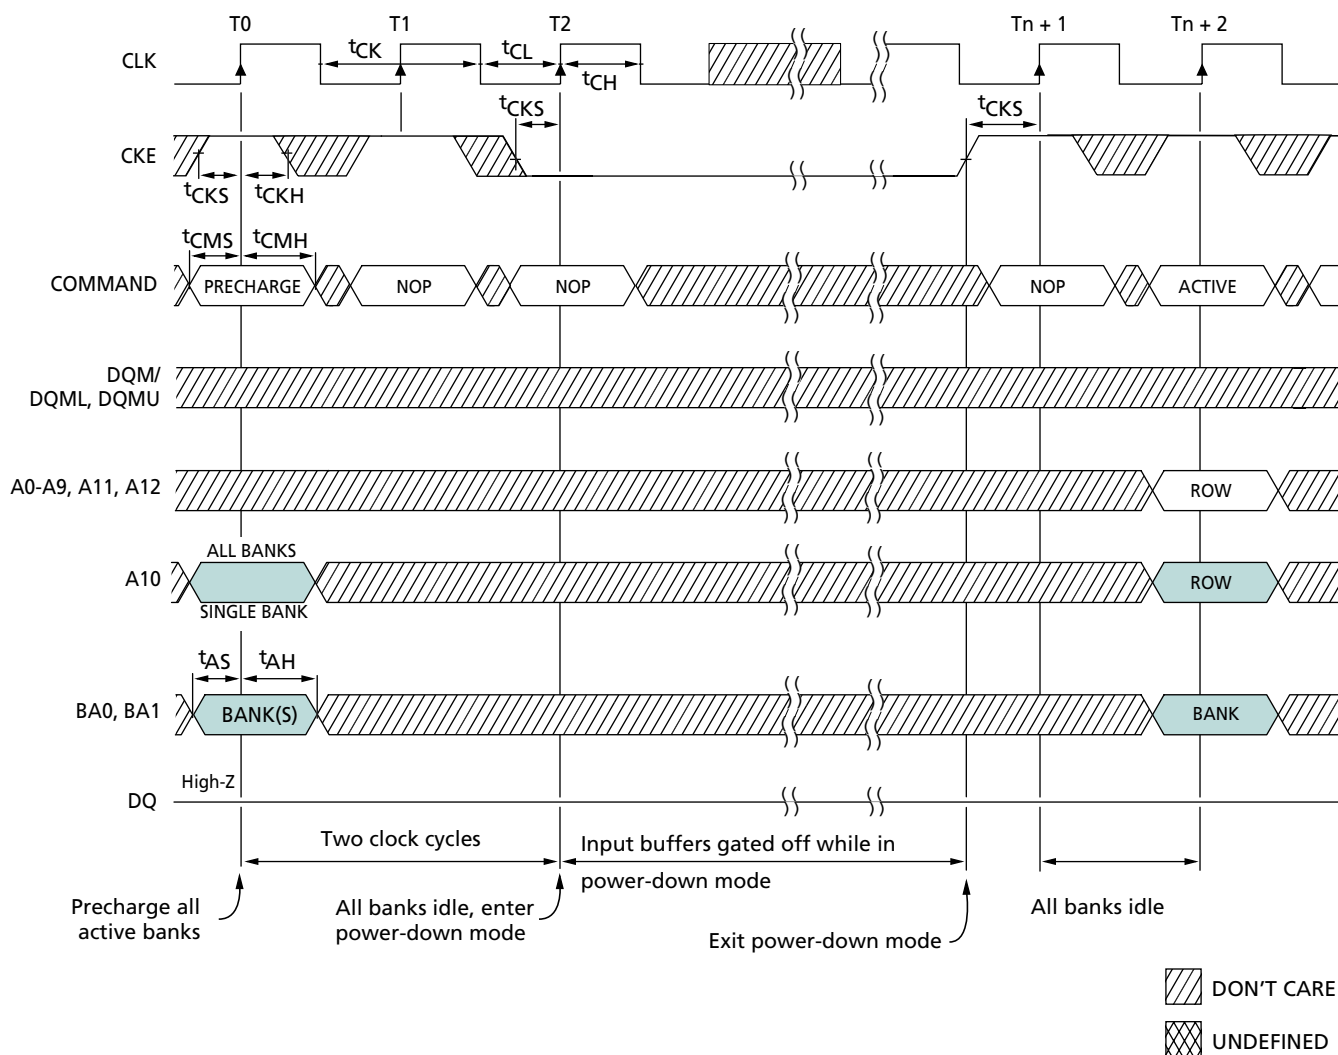 T0
T1
T2
Tn + 1
Tn + 2
CLK
tCK
tCL
tCH
tCKS
tCKS
CKE
tCKS
tCKH
tCMS
tCMH
COMMAND
PRECHARGE
NOP
NOP
NOP
ACTIVE
DQM/
DQML, DQMU
A0-A9, A11, A12
ROW
ALL BANKS
A10
ROW
SINGLE BANK
tAS
tAH
BA0, BA1
BANK(S)
BANK
High-Z
DQ
Two clock cycles
Input buffers gated off while in
power-down mode
Precharge all
active banks
All banks idle, enter
power-down mode
Exit power-down mode
All banks idle
DON'T CARE
UNDEFINED